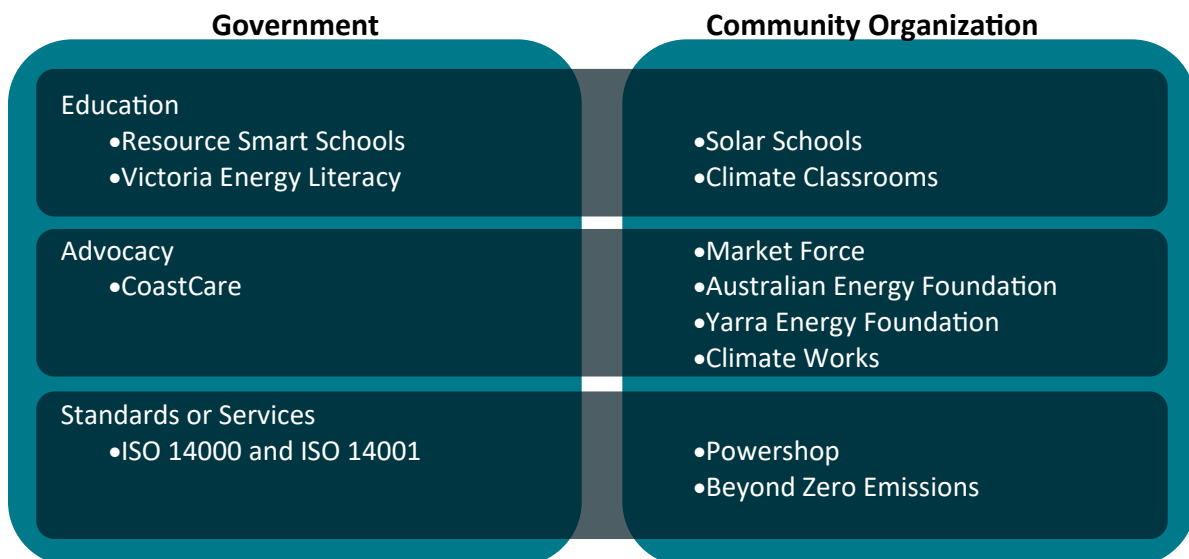 Government
Community Organization
Education
•Resource Smart Schools
•Victoria Energy Literacy
•Solar Schools
•Climate Classrooms
Advocacy
•CoastCare
•Market Force
•Australian Energy Foundation
•Yarra Energy Foundation
•Climate Works
Standards or Services
•ISO 14000 and ISO 14001
•Powershop
•Beyond Zero Emissions